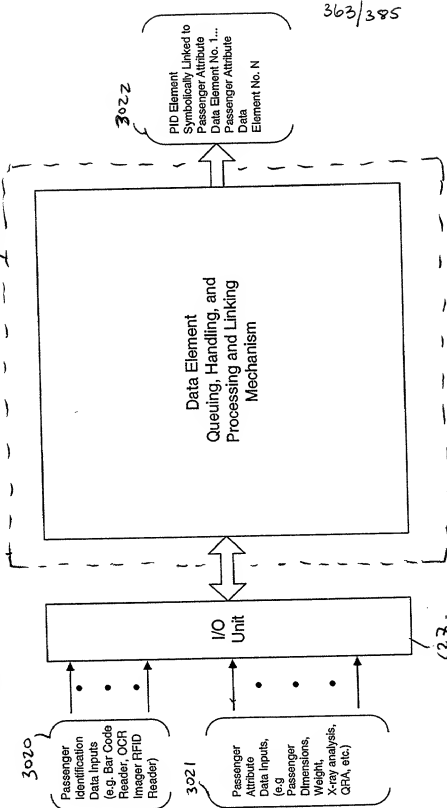 363/385
3022
PID Element
Symbolically Linked to
Passenger Attribute
Data Element No. 1...
Passenger Attribute
Data
Element No. N
Data Element
Queuing, Handling, and
Processing and Linking
Mechanism
I/O
Unit
3020
Passenger
Identification
Data Inputs
(e.g. Bar Code
Reader, OCR
Imager RFID
Reader)
3021
Passenger
Attribute
Data Inputs,
(e.g
Passenger
Dimensions,
Weight,
X-ray analysis,
QRA, etc.)